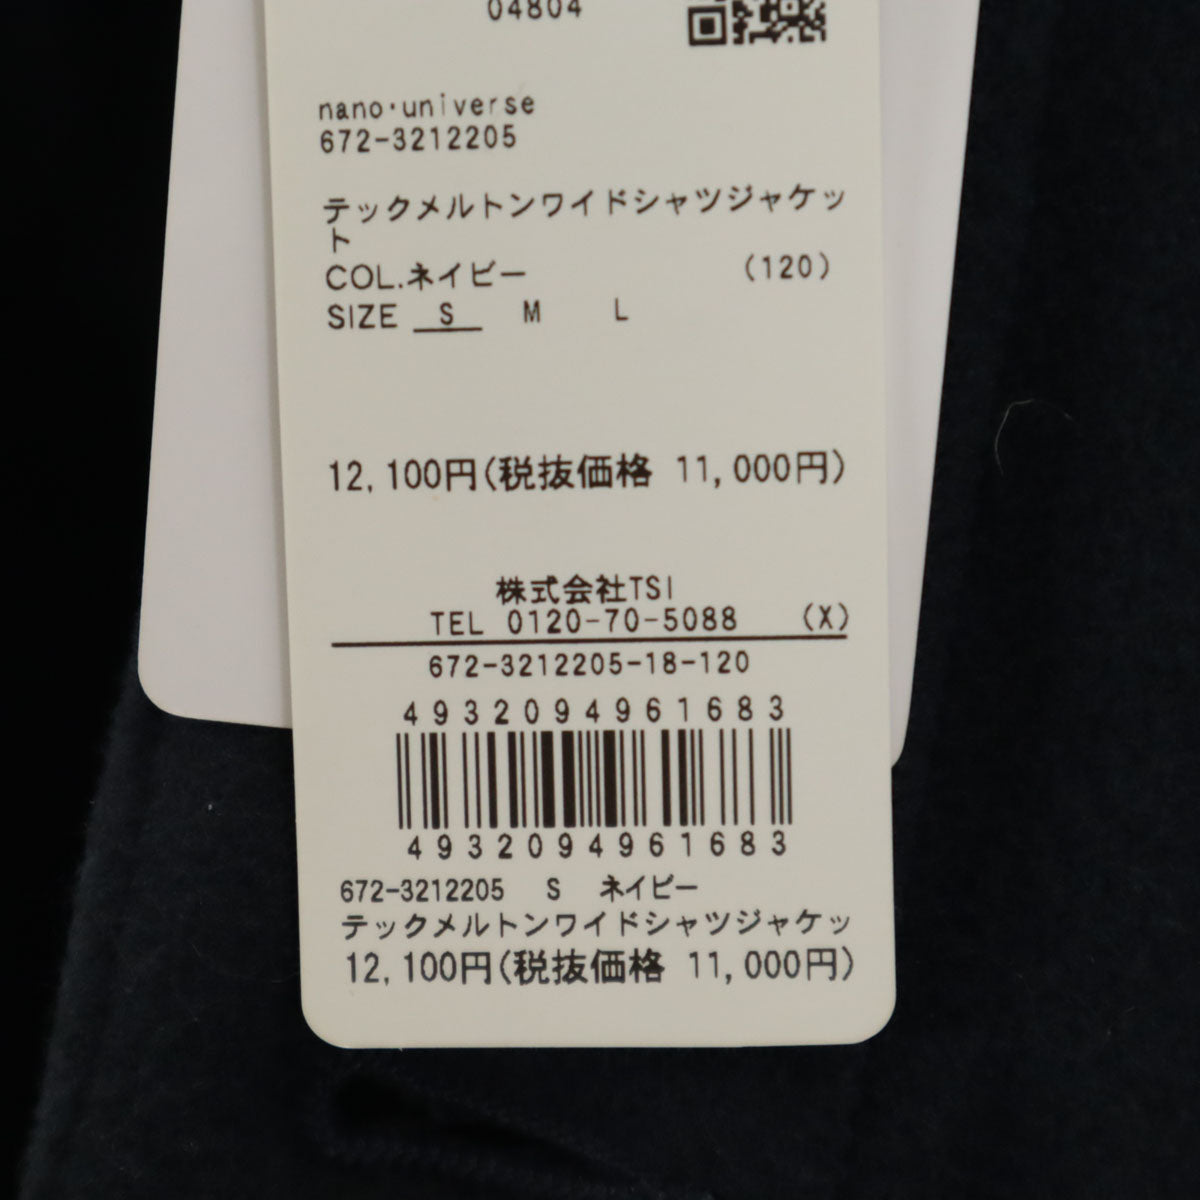 04804
nano・universe
672-3212205
テックメルトンワイドシャツジャケッ
ト
COL.ネイビー (120)
SIZE S M L
12,100円(税抜価格 11,000円)
株式会社TSI
TEL 0120-70-5088 (X)
672-3212205-18-120
4932094961683
4932094961683
672-3212205 S ネイビー
テックメルトンワイドシャツジャケッ
12,100円(税抜価格 11,000円)